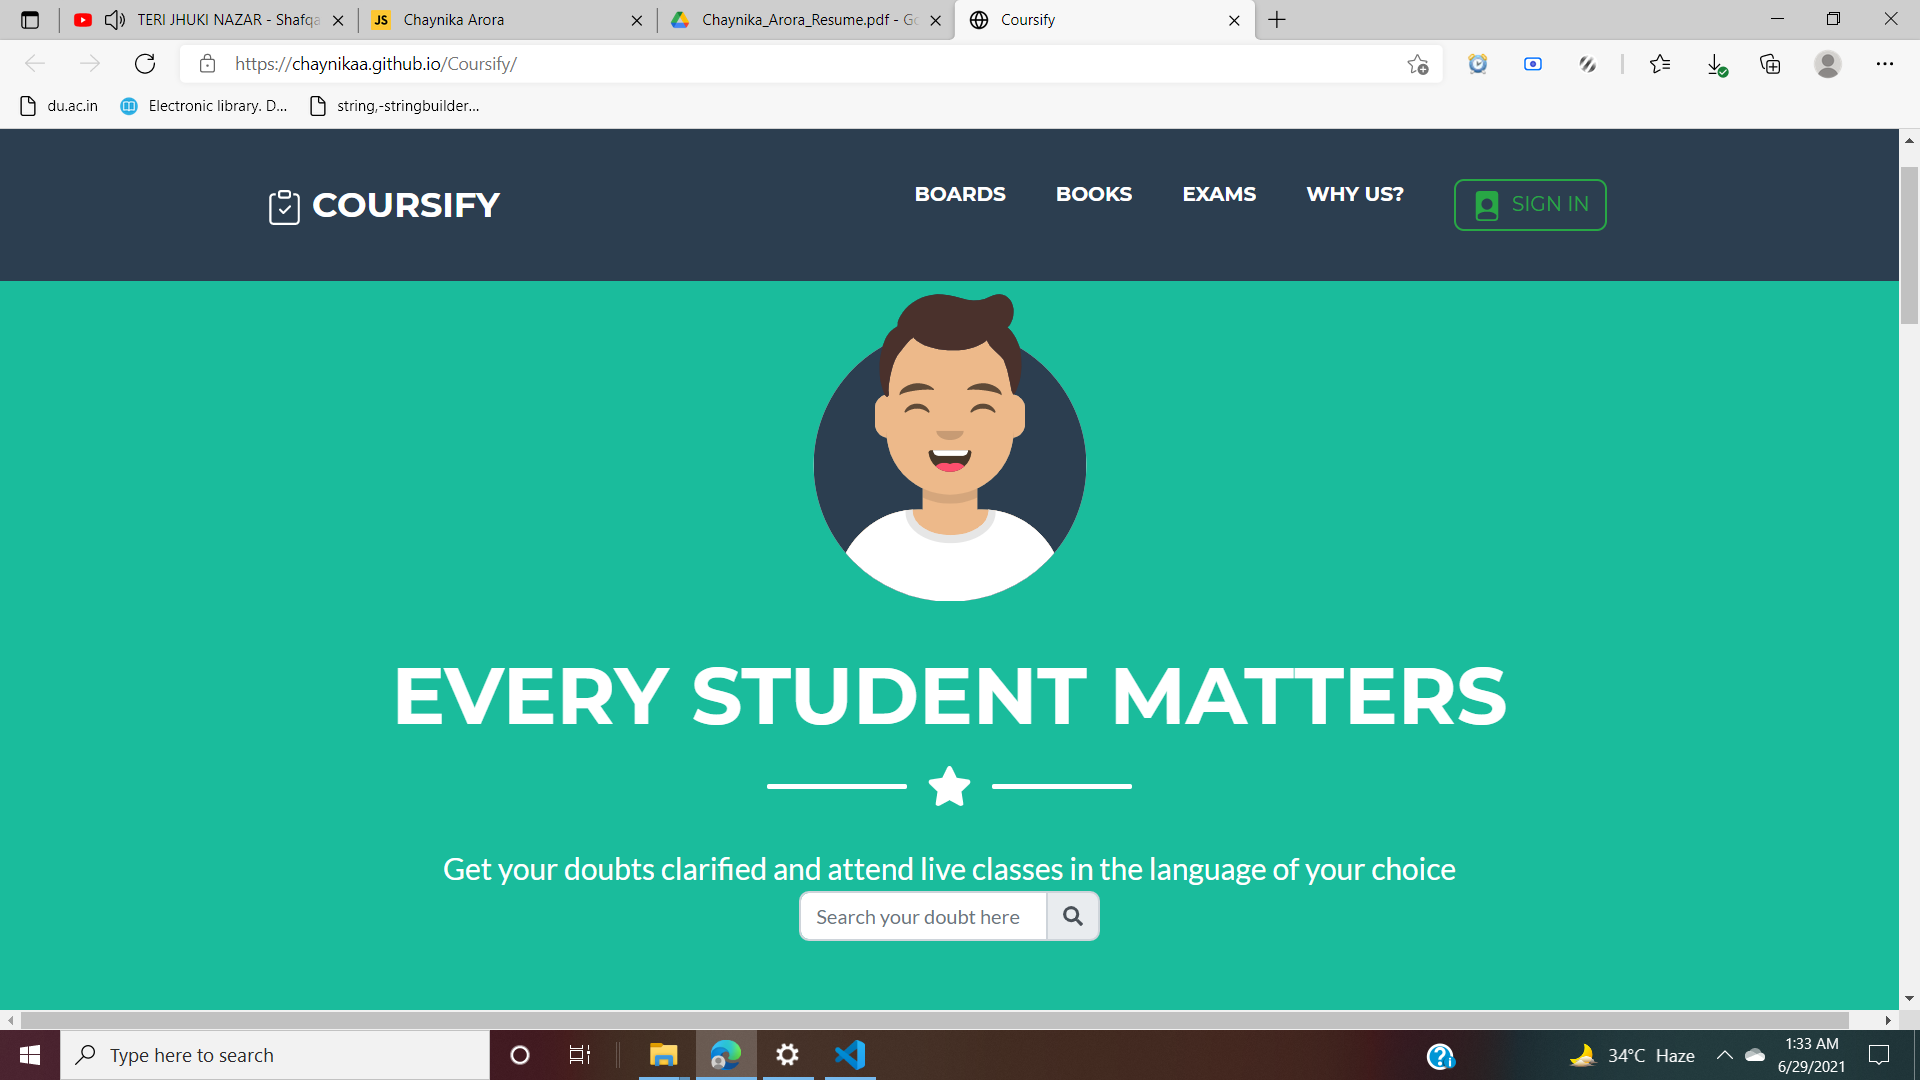 TERI JHUKI NAZAR - Shafqa
JS
Chaynika Arora
Chaynika_Arora_Resume.pdf - Go
Coursify
https://chaynikaa.github.io/Coursify/
du.ac.in
Electronic library. D...
string,-stringbuilder...
COURSIFY
BOARDS
BOOKS
EXAMS
WHY US?
SIGN IN
EVERY STUDENT MATTERS
Get your doubts clarified and attend live classes in the language of your choice
Search your doubt here
Type here to search
34°C Haze
1:33 AM
6/29/2021